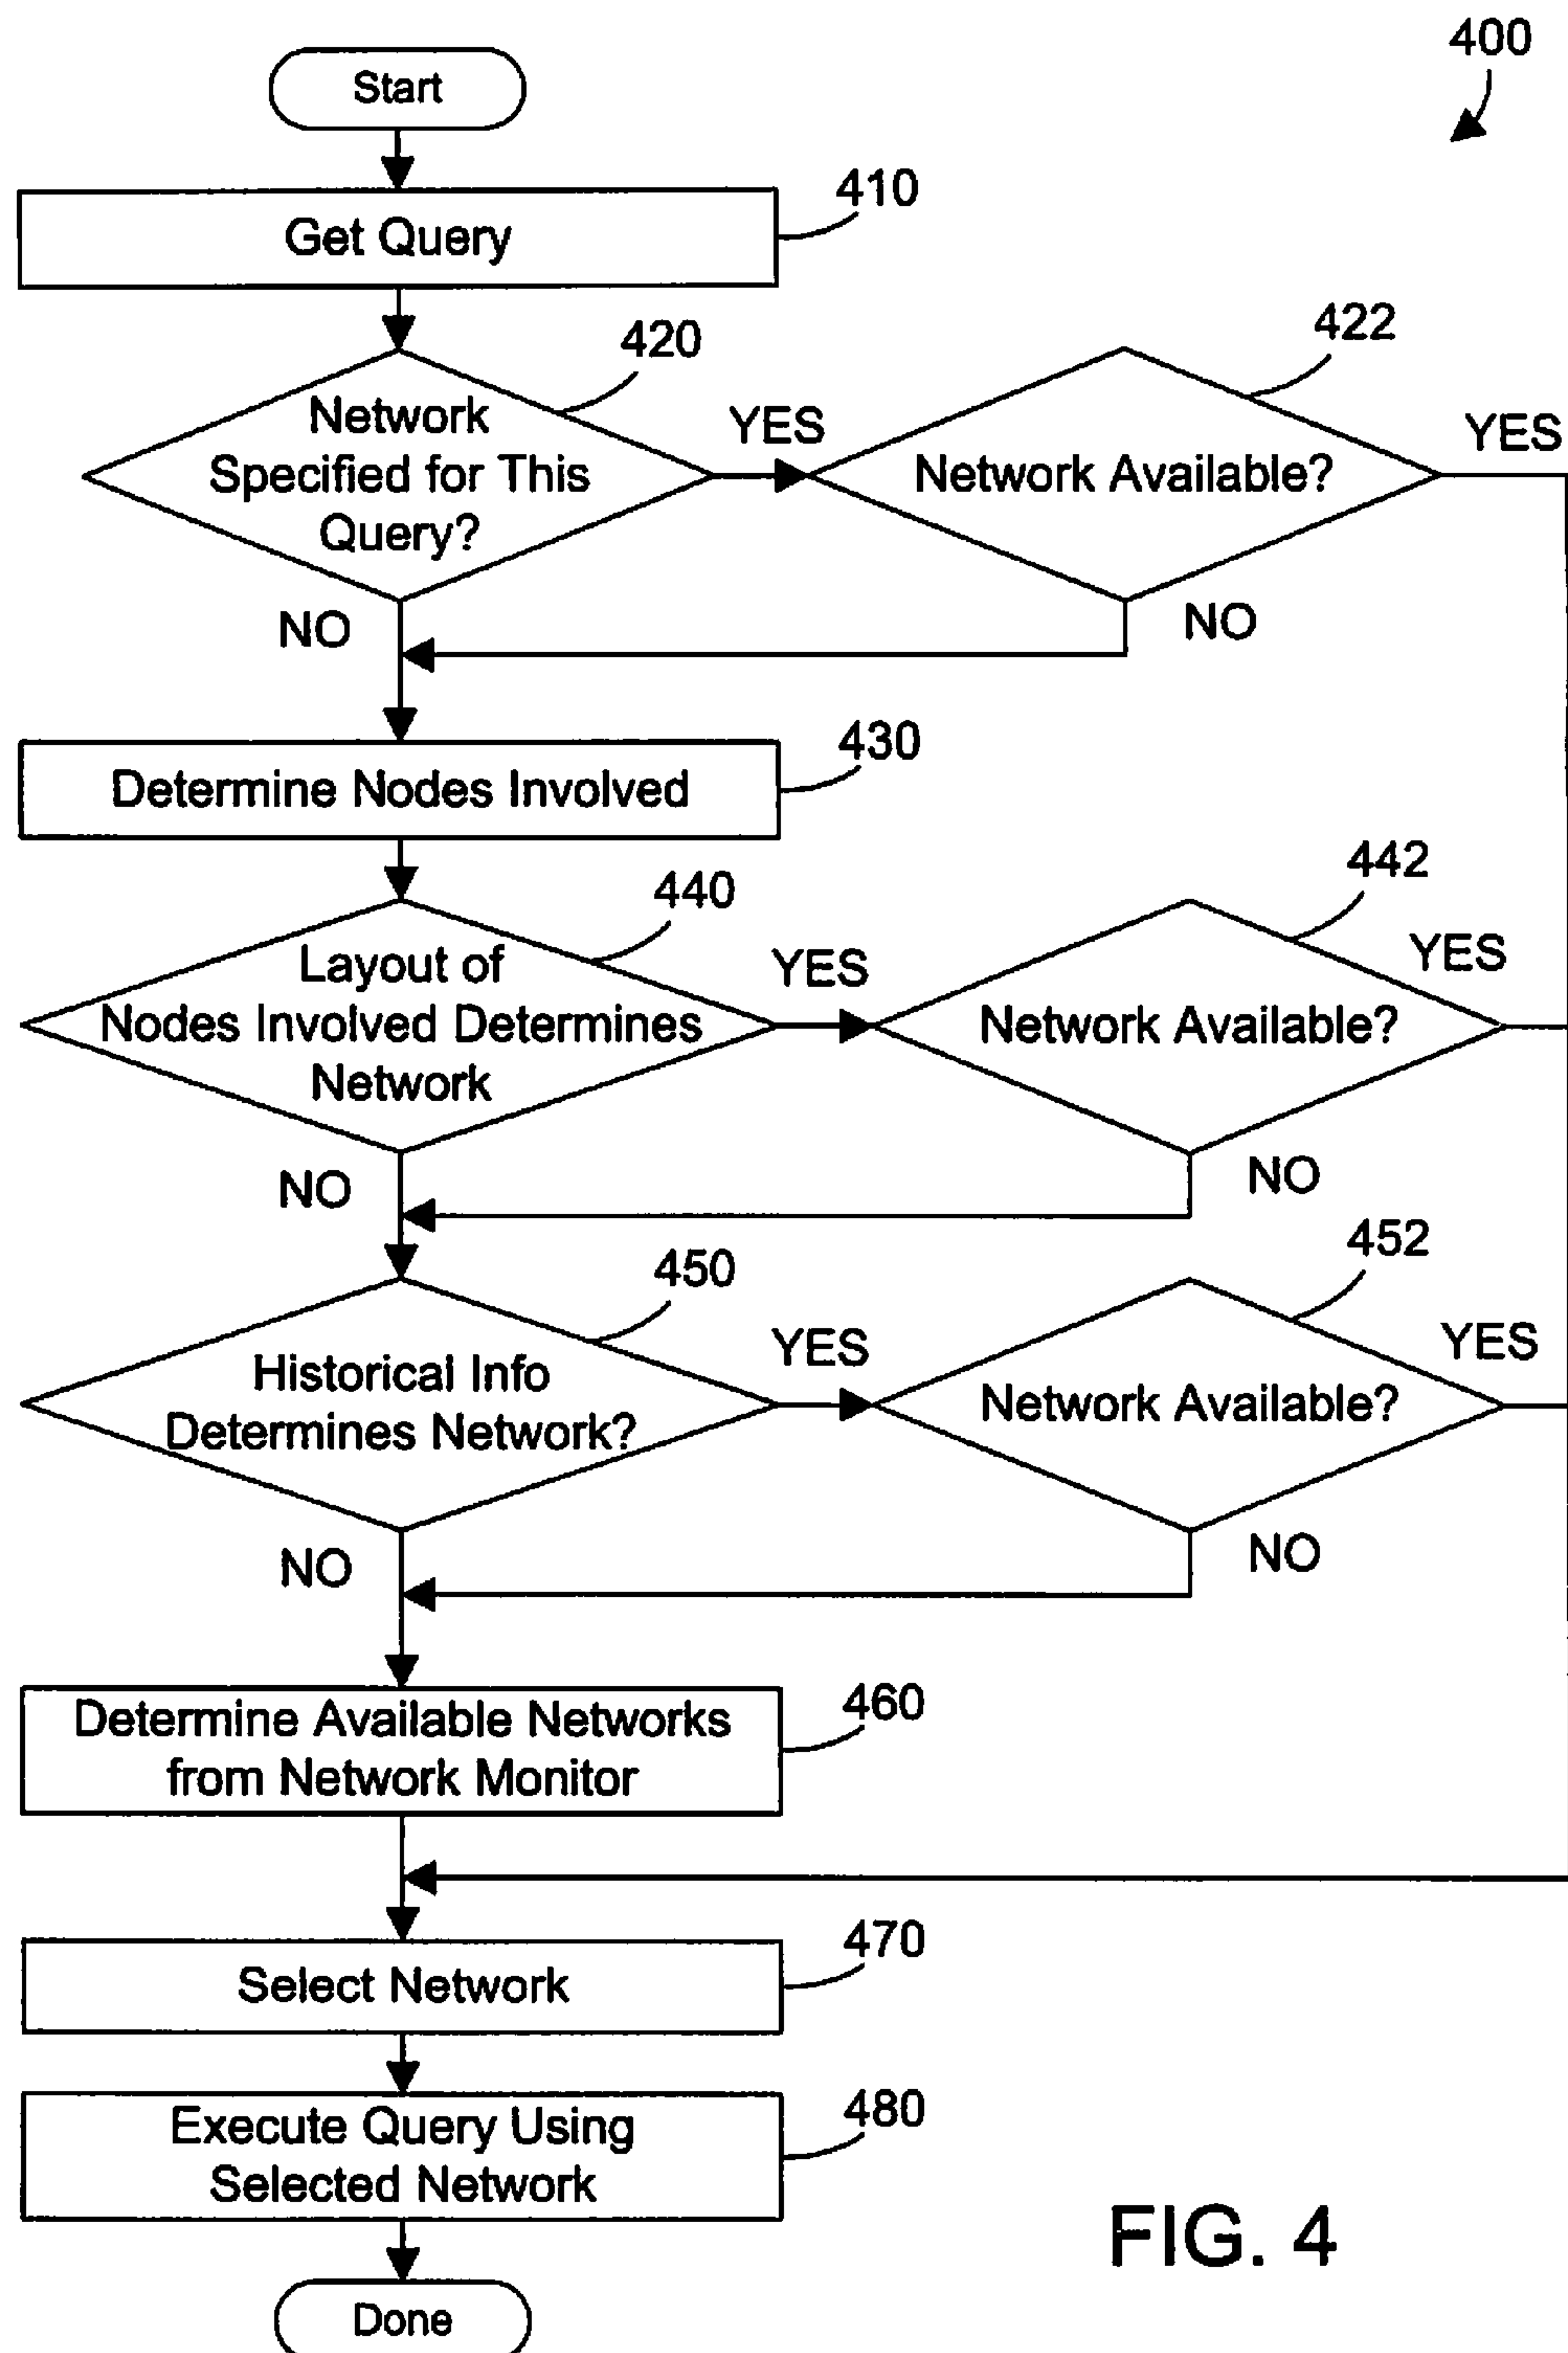 400
Start
410
Get Query
420
422
Network
Specified for This
Query?
YES
Network Available?
YES
NO
NO
430
Determine Nodes Involved
440
442
Layout of
Nodes Involved Determines
Network
YES
Network Available?
YES
NO
NO
450
452
Historical Info
Determines Network?
YES
Network Available?
YES
NO
NO
460
Determine Available Networks
from Network Monitor
470
Select Network
480
Execute Query Using
Selected Network
FIG. 4
Done